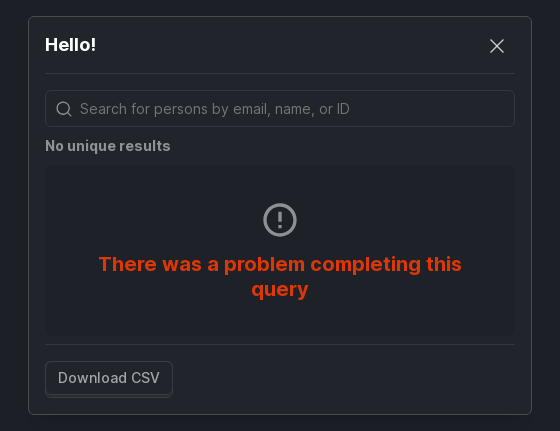 Hello!
Search for persons by email, name, or ID
No unique results
There was a problem completing this
query
Download CSV